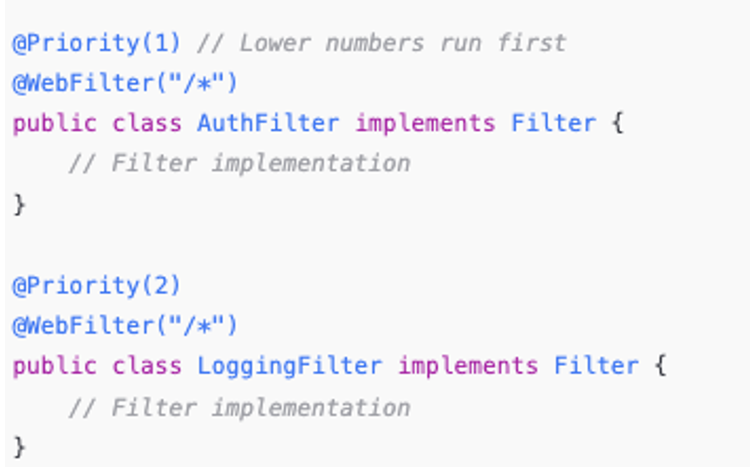 @Priority(1) // Lower numbers run first
@WebFilter("/*")
public class AuthFilter implements Filter {
    // Filter implementation
}

@Priority(2)
@WebFilter("/*")
public class LoggingFilter implements Filter {
    // Filter implementation
}